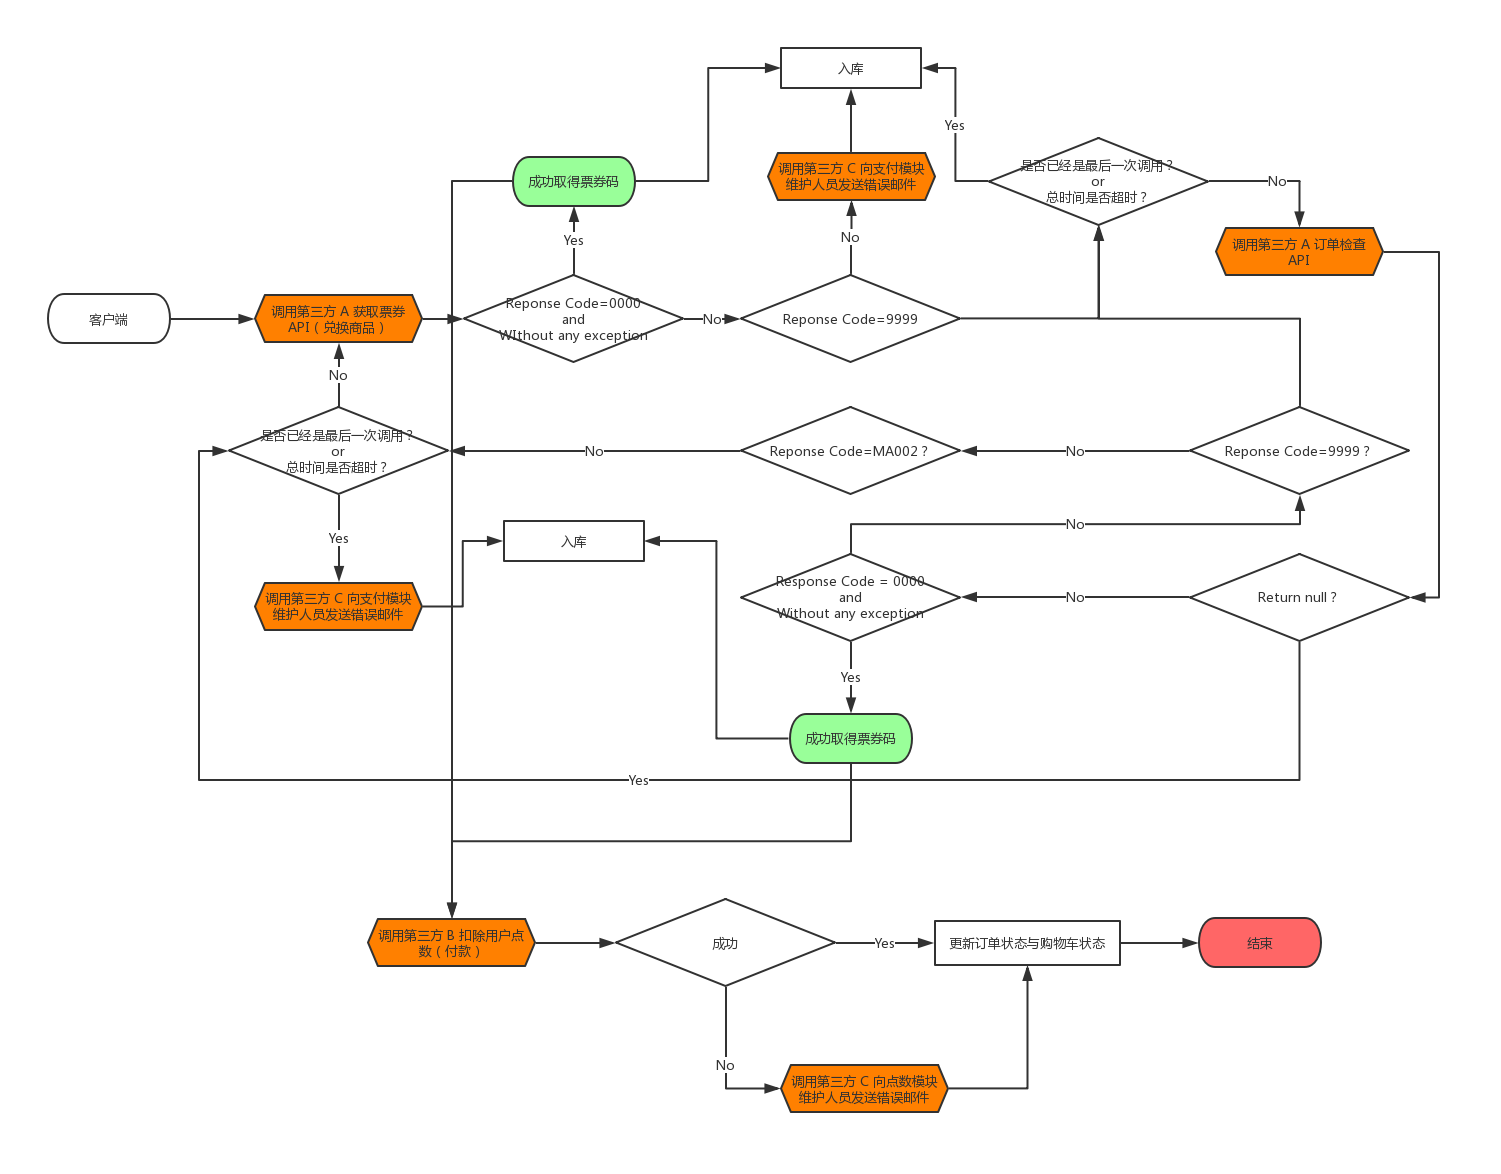 入库
Yes
调用第三方 C 向支付模块
维护人员发送错误邮件
是否已经是最后一次调用？
or
总时间是否超时？
成功取得票券码
No
Yes
No
调用第三方 A 订单检查
API
客户端
调用第三方 A 获取票券
API（兑换商品）
Reponse Code=0000
and
WIthout any exception
No
Reponse Code=9999
No
是否已经是最后一次调用？
or
总时间是否超时？
No
Reponse Code=MA002？
No
Reponse Code=9999？
Yes
入库
No
调用第三方 C 向支付模块
维护人员发送错误邮件
Response Code = 0000
and
Without any exception
No
Return null？
Yes
成功取得票券码
Yes
调用第三方 B 扣除用户点
数（付款）
成功
Yes
更新订单状态与购物车状态
结束
No
调用第三方 C 向点数模块
维护人员发送错误邮件